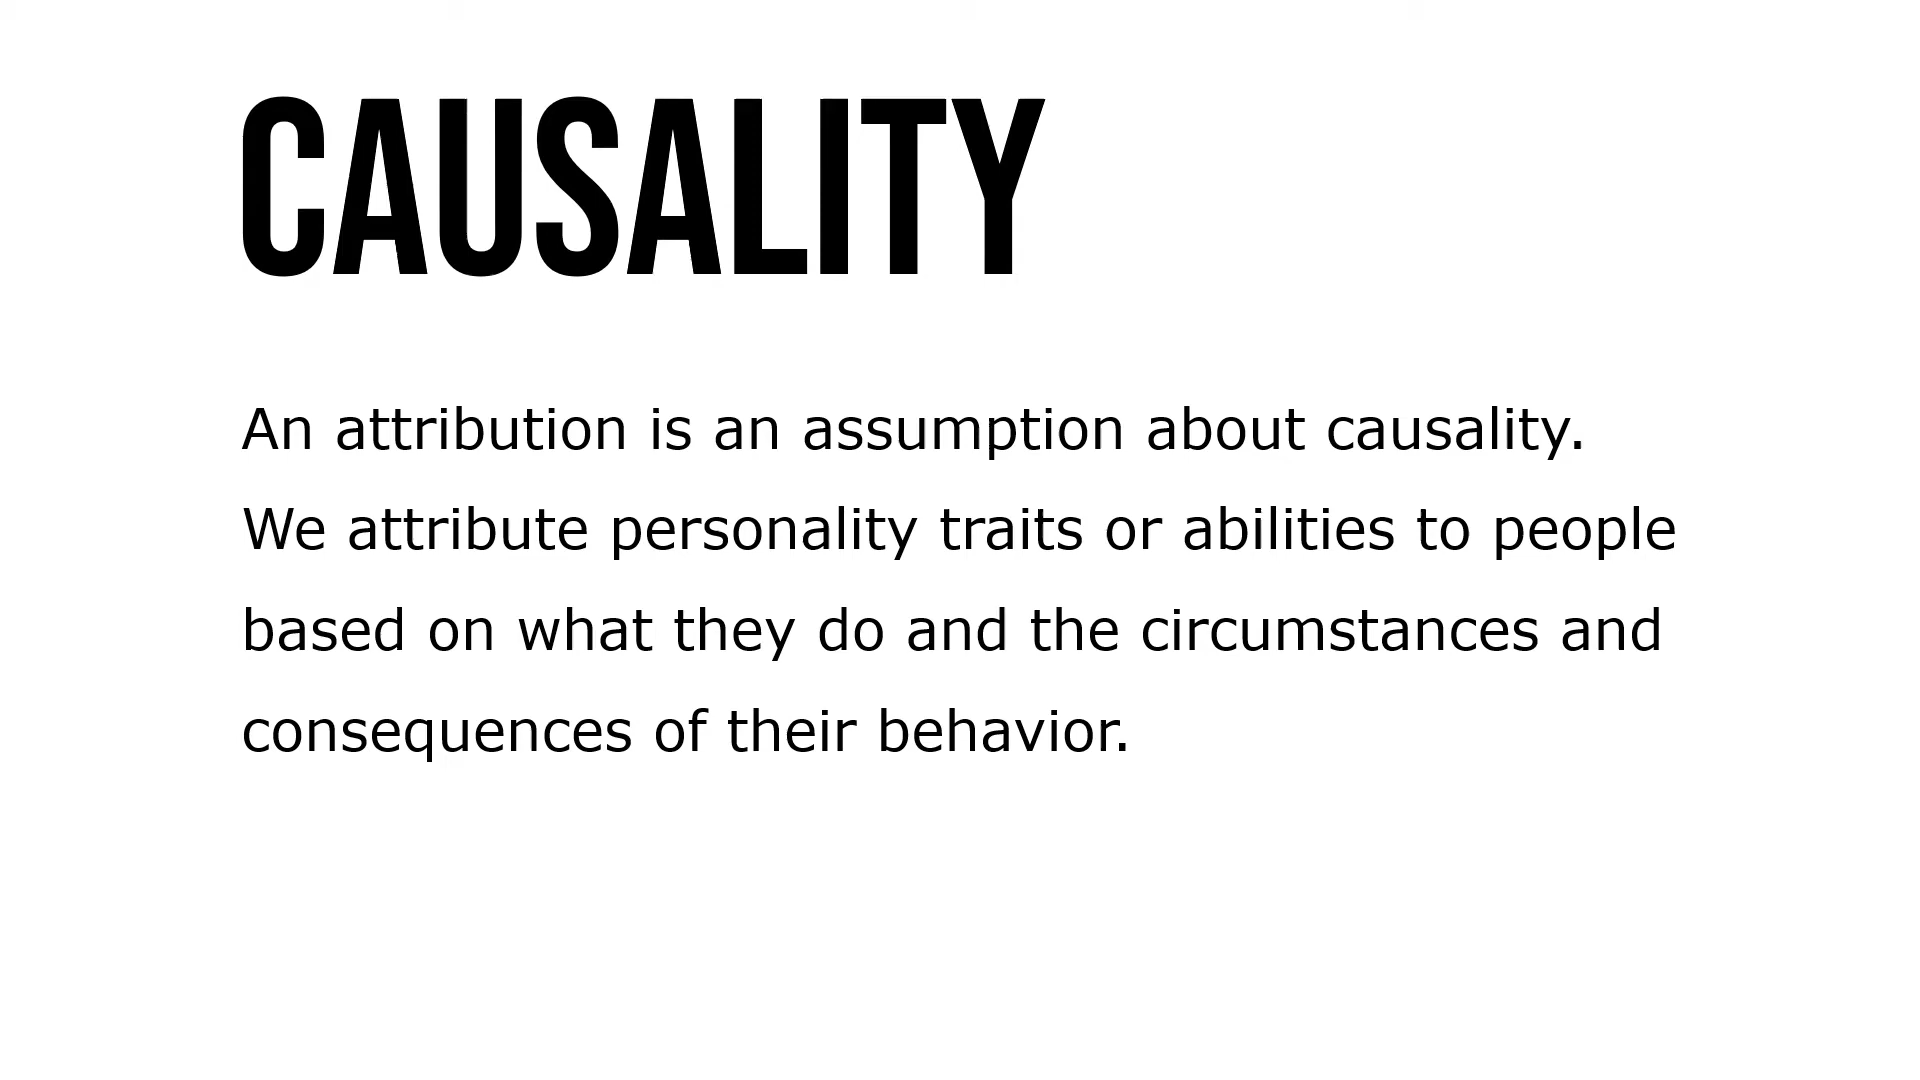 CAUSALITY
An attribution is an assumption about causality.
We attribute personality traits or abilities to people
based on what they do and the circumstances and
consequences of their behavior.